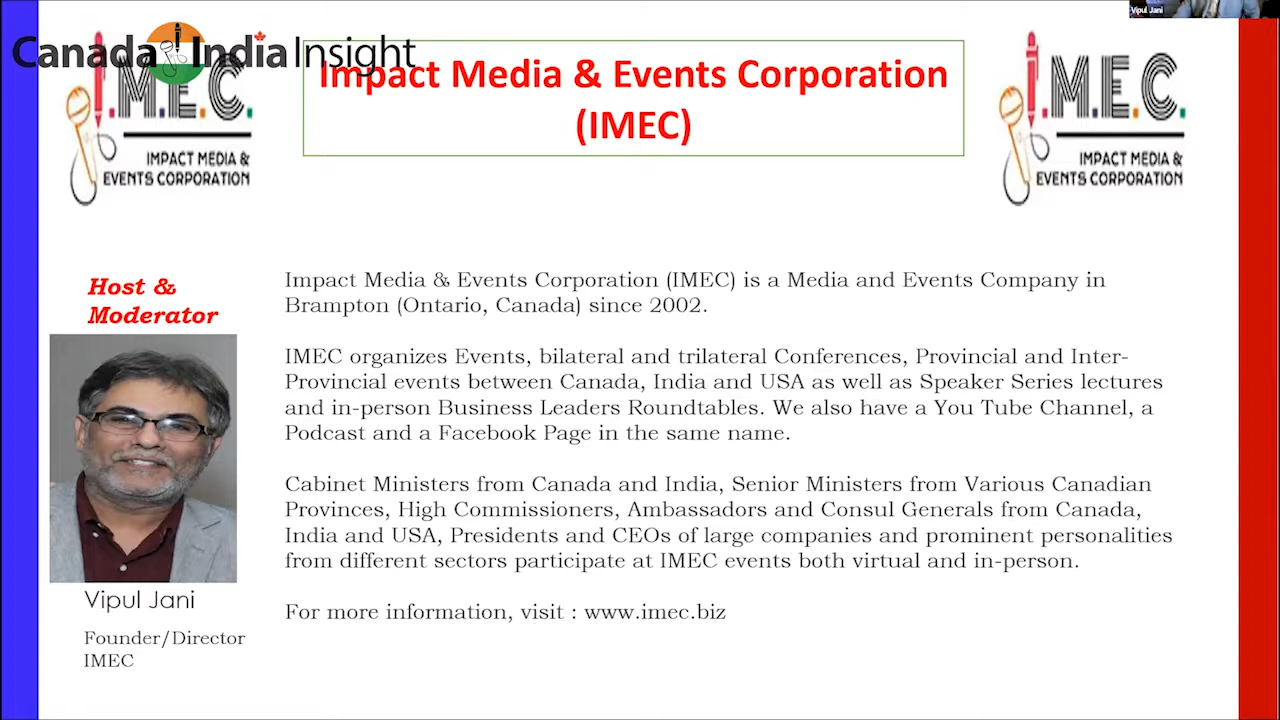 Vipul Jani
Canada India Insight
I.M.E.C.
IMPACT MEDIA &
EVENTS CORPORATION
Impact Media & Events Corporation
(IMEC)
I.M.E.C.
IMPACT MEDIA &
EVENTS CORPORATION
Host &
Moderator
Vipul Jani
Founder/Director
IMEC
Impact Media & Events Corporation (IMEC) is a Media and Events Company in
Brampton (Ontario, Canada) since 2002.
IMEC organizes Events, bilateral and trilateral Conferences, Provincial and Inter-
Provincial events between Canada, India and USA as well as Speaker Series lectures
and in-person Business Leaders Roundtables. We also have a You Tube Channel, a
Podcast and a Facebook Page in the same name.
Cabinet Ministers from Canada and India, Senior Ministers from Various Canadian
Provinces, High Commissioners, Ambassadors and Consul Generals from Canada,
India and USA, Presidents and CEOs of large companies and prominent personalities
from different sectors participate at IMEC events both virtual and in-person.
For more information, visit : www.imec.biz